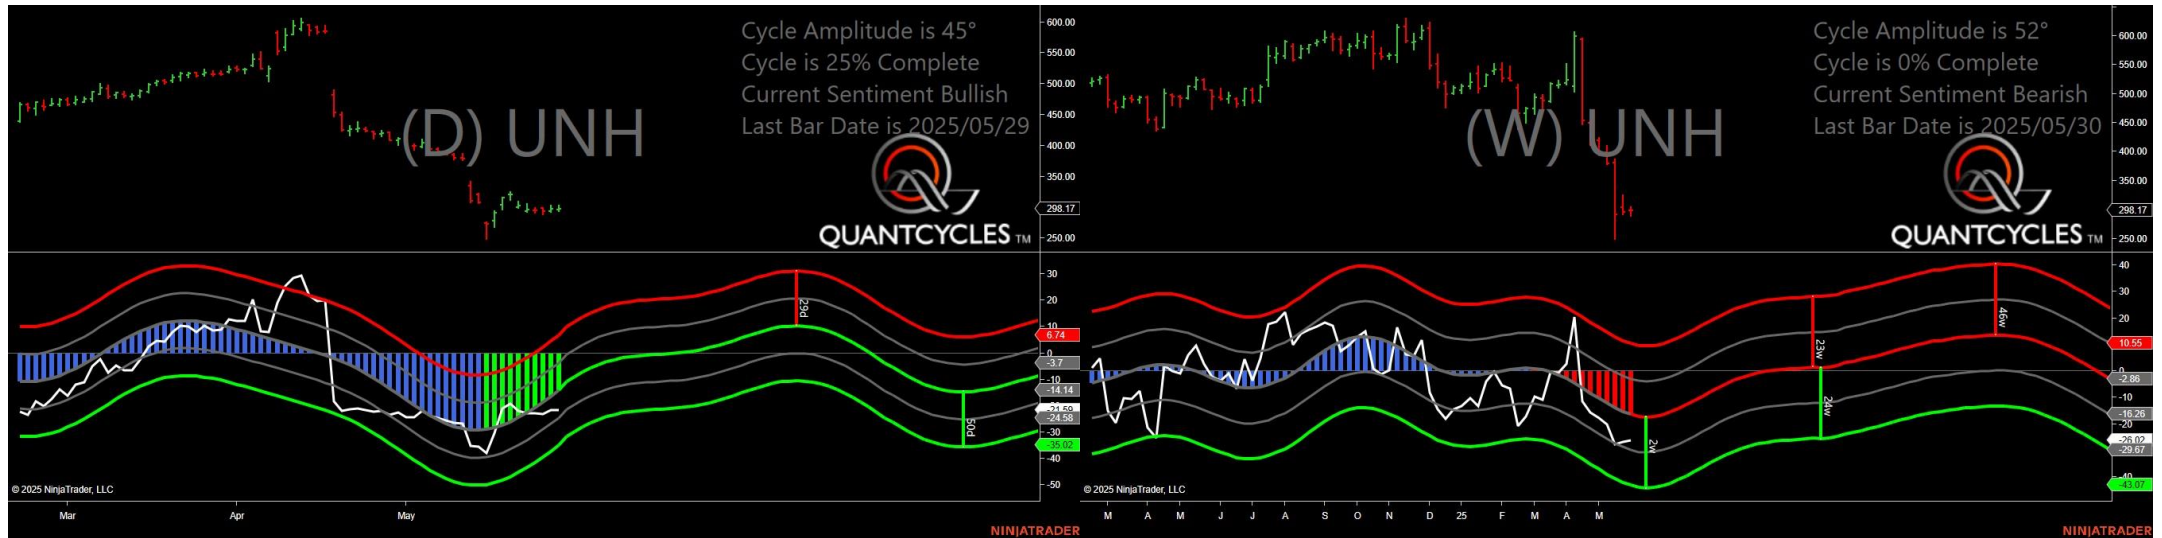 Cycle Amplitude is 45°
Cycle is 25% Complete
Current Sentiment Bullish
Last Bar Date is 2025/05/29
(D) UNH
QUANTCYCLES TM
600.00
550.00
500.00
450.00
400.00
350.00
298.17
250.00
29d
50d
30
20
10
6.74
0
-3.7
-10
-14.14
-21.59
-24.58
-30
-35.02
-40
-50
© 2025 NinjaTrader, LLC
Mar
Apr
May
NINJATRADER
Cycle Amplitude is 52°
Cycle is 0% Complete
Current Sentiment Bearish
Last Bar Date is 2025/05/30
(W) UNH
QUANTCYCLES TM
600.00
550.00
500.00
450.00
400.00
350.00
298.17
250.00
23w
24w
46w
2w
40
30
20
10.55
0
-2.86
-16.26
-20
-26.02
-29.67
-40
-43.07
© 2025 NinjaTrader, LLC
M A M J J A S O N D 25 F M A M
NINJATRADER